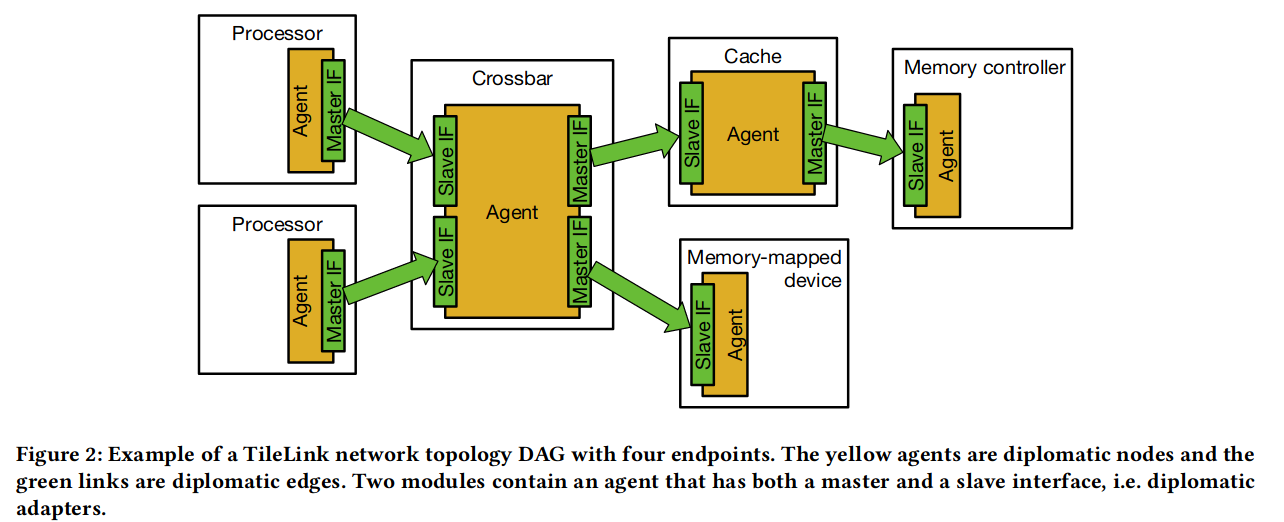 Processor
Agent
Master IF
Processor
Agent
Master IF
Crossbar
Slave IF
Slave IF
Agent
Master IF
Master IF
Cache
Slave IF
Agent
Master IF
Memory controller
Slave IF
Agent
Memory-mapped
device
Slave IF
Agent
Figure 2: Example of a TileLink network topology DAG with four endpoints. The yellow agents are diplomatic nodes and the
green links are diplomatic edges. Two modules contain an agent that has both a master and a slave interface, i.e. diplomatic
adapters.